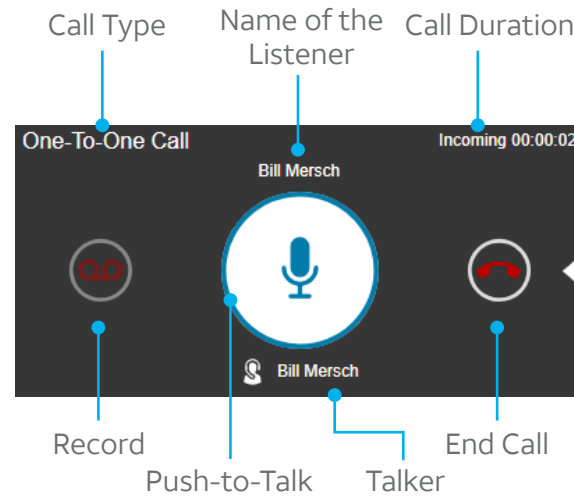 Call Type
Name of the
Listener
Call Duration
One-To-One Call
Incoming 00:00:02
Bill Mersch
Bill Mersch
Record
End Call
Push-to-Talk
Talker